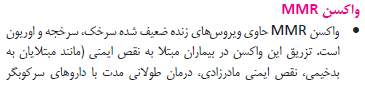 واکسن MMR
• واکسن MMR حاوی ویروس‌های زنده ضعیف شده سرخک، سرخجه و اوریون
است. تزریق این واکسن در بیماران مبتلا به نقص ایمنی (مانند مبتلایان به
بدخیمی، نقص ایمنی مادرزادی، درمان طولانی مدت با داروهای سرکوبگر